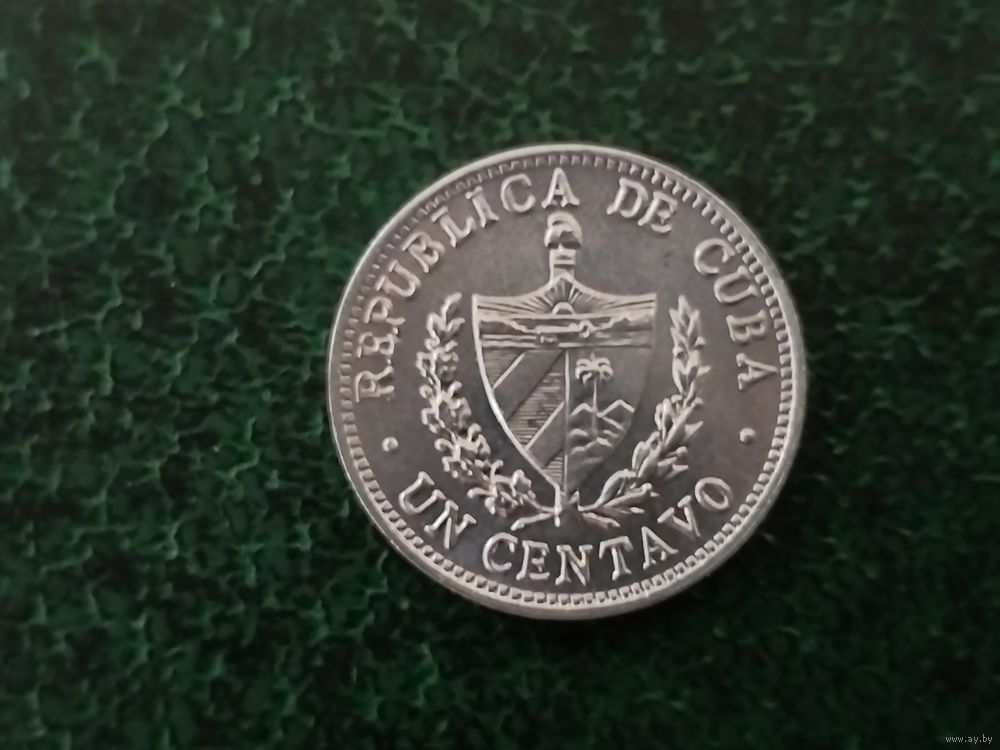 REPUBLICA DE CUBA
• UN CENTAVO •
www.ay.by